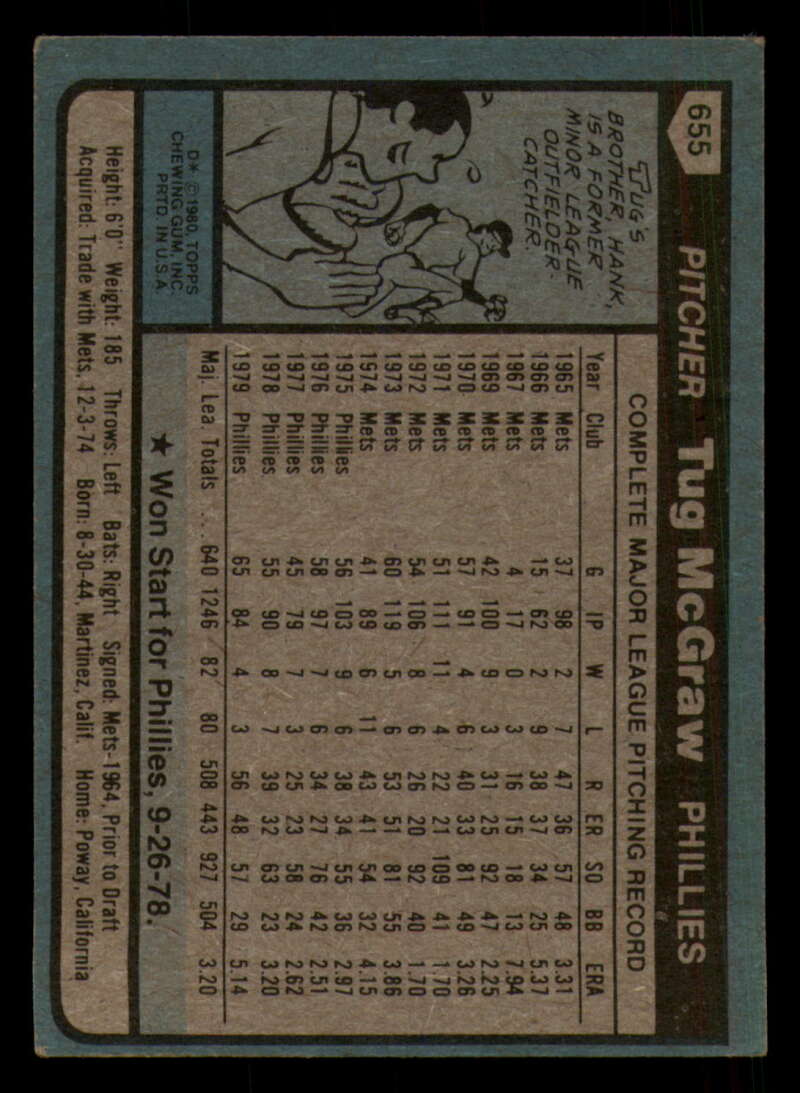 655
PITCHER Tug McGraw PHILLIES
TUG'S
BROTHER, HANK,
IS A FORMER
MINOR LEAGUE
OUTFIELDER-
CATCHER.
D* © 1980, TOPPS
CHEWING GUM, INC.
PRTD. IN U.S.A.
COMPLETE MAJOR LEAGUE PITCHING RECORD
Year Club G IP W L R ER SO BB ERA
1965 Mets 37 98 2 7 47 36 57 48 3.31
1966 Mets 15 62 2 9 38 37 34 25 5.37
1967 Mets 4 17 0 3 16 15 18 13 7.94
1969 Mets 42 100 9 3 31 25 92 47 2.25
1970 Mets 57 91 4 6 40 33 81 49 3.26
1971 Mets 51 111 11 4 22 21 109 41 1.70
1972 Mets 54 106 8 6 26 20 92 40 1.70
1973 Mets 60 119 5 6 53 51 81 55 3.86
1974 Mets 41 89 6 11 43 41 54 32 4.15
1975 Phillies 56 103 9 6 38 34 55 36 2.97
1976 Phillies 58 97 7 6 34 27 76 42 2.51
1977 Phillies 45 79 7 3 25 23 58 24 2.62
1978 Phillies 55 90 8 7 39 32 63 23 3.20
1979 Phillies 65 84 4 3 56 48 57 29 5.14
Maj. Lea. Totals ... 640 1246 82 80 508 443 927 504 3.20
★ Won Start for Phillies, 9-26-78.
Height: 6'0" Weight: 185 Throws: Left Bats: Right Signed: Mets-1964, Prior to Draft
Acquired: Trade with Mets, 12-3-74 Born: 8-30-44, Martinez, Calif. Home: Poway, California